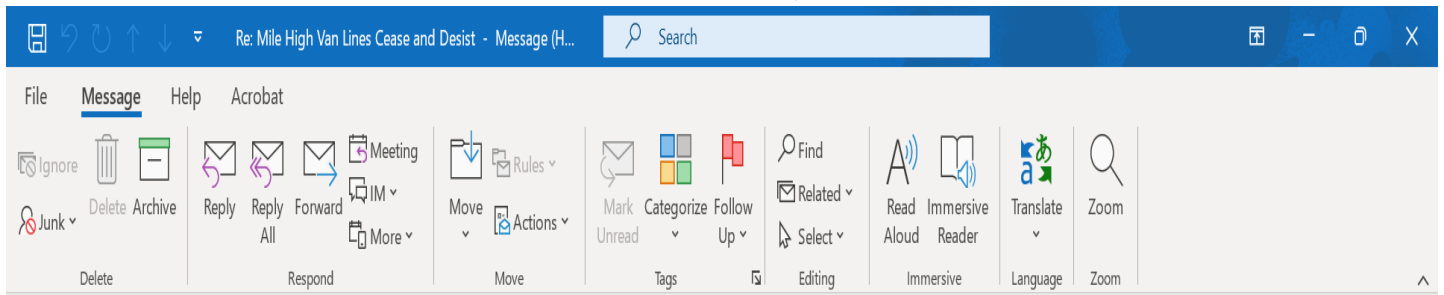 Re: Mile High Van Lines Cease and Desist - Message (H...
Search
File Message Help Acrobat
Ignore
Junk
Delete
Archive
Delete
Reply
Reply All
Forward
Meeting
IM
More
Respond
Move
Rules
Actions
Move
Mark Unread
Categorize
Follow Up
Tags
Find
Related
Select
Editing
Read Aloud
Immersive Reader
Immersive
Translate
Language
Zoom
Zoom